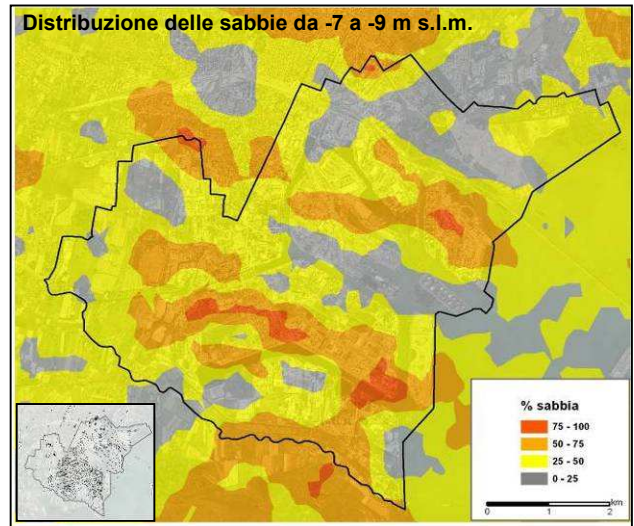 Distribuzione delle sabbie da -7 a -9 m s.l.m.
% sabbia
75 - 100
50 - 75
25 - 50
0 - 25
km
0 1 2